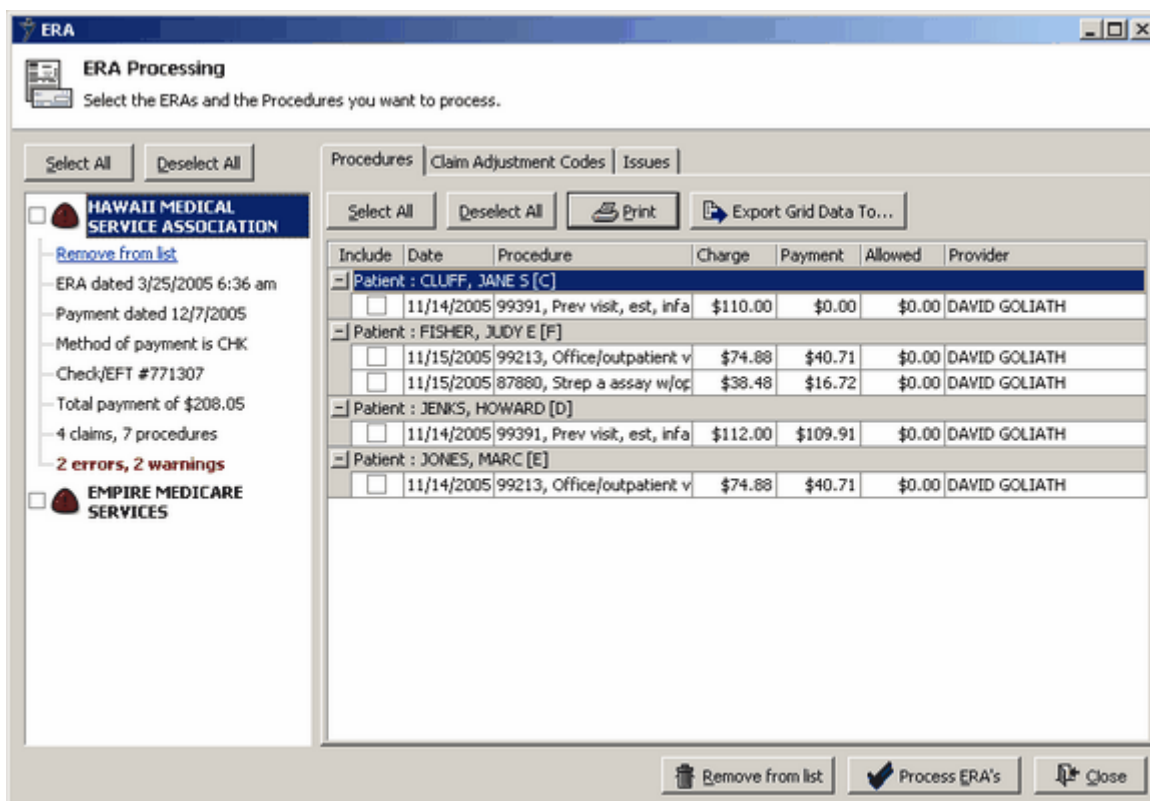 ERA
ERA Processing
Select the ERAs and the Procedures you want to process.
Select All Deselect All
HAWAII MEDICAL
SERVICE ASSOCIATION
Remove from list
ERA dated 3/25/2005 6:36 am
Payment dated 12/7/2005
Method of payment is CHK
Check/EFT #771307
Total payment of $208.05
4 claims, 7 procedures
2 errors, 2 warnings
EMPIRE MEDICARE
SERVICES
Procedures Claim Adjustment Codes Issues
Select All Deselect All Print Export Grid Data To...
Include Date Procedure Charge Payment Allowed Provider
Patient : CLUFF, JANE S [C]
11/14/2005 99391, Prev visit, est, infa $110.00 $0.00 $0.00 DAVID GOLIATH
Patient : FISHER, JUDY E [F]
11/15/2005 99213, Office/outpatient v $74.88 $40.71 $0.00 DAVID GOLIATH
11/15/2005 87880, Strep a assay w/op $38.48 $16.72 $0.00 DAVID GOLIATH
Patient : JENKS, HOWARD [D]
11/14/2005 99391, Prev visit, est, infa $112.00 $109.91 $0.00 DAVID GOLIATH
Patient : JONES, MARC [E]
11/14/2005 99213, Office/outpatient v $74.88 $40.71 $0.00 DAVID GOLIATH
Remove from list Process ERA's Close